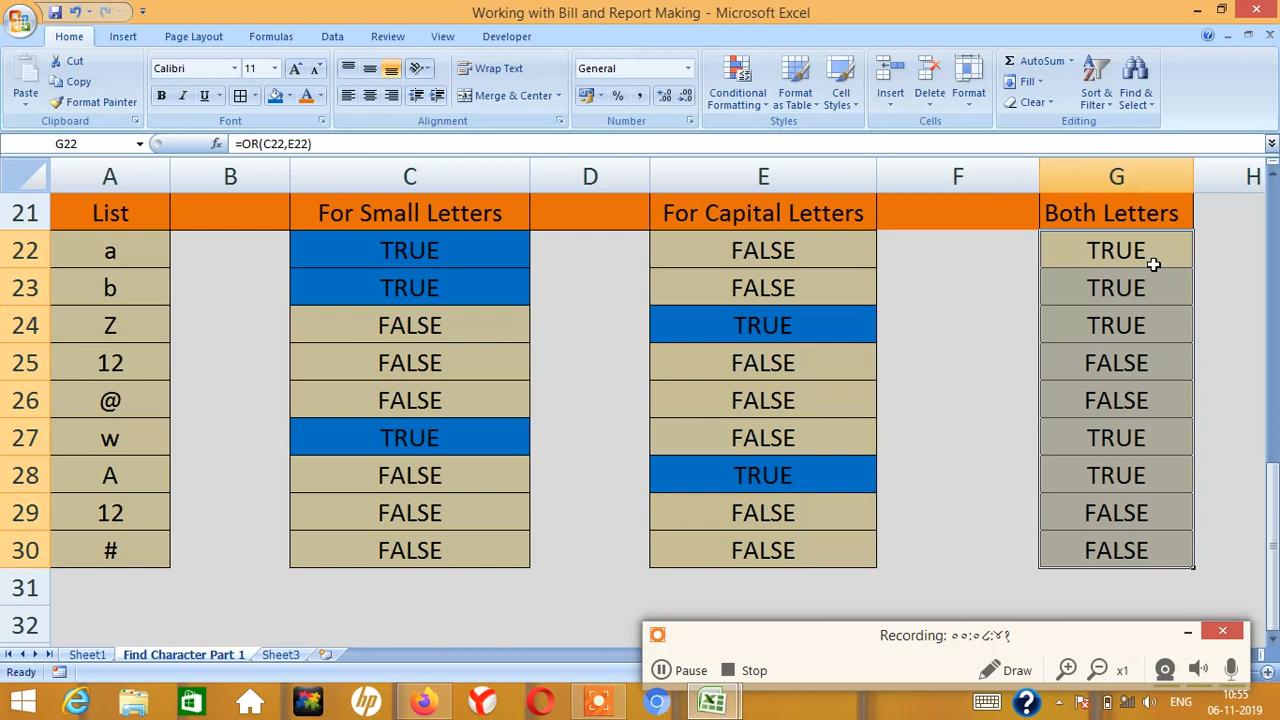 Working with Bill and Report Making - Microsoft Excel
Home Insert Page Layout Formulas Data Review View Developer
Paste
Cut
Copy
Format Painter
Clipboard
Calibri 11
B I U
Font
Wrap Text
Merge & Center
Alignment
General
Number
Conditional Formatting
Format as Table
Cell Styles
Styles
Insert
Delete
Format
Cells
AutoSum
Fill
Clear
Sort & Filter
Find & Select
Editing
G22 fx =OR(C22,E22)
A B C D E F G H
21 List For Small Letters For Capital Letters Both Letters
22 a TRUE FALSE TRUE
23 b TRUE FALSE TRUE
24 Z FALSE TRUE TRUE
25 12 FALSE FALSE FALSE
26 @ FALSE FALSE FALSE
27 w TRUE FALSE TRUE
28 A FALSE TRUE TRUE
29 12 FALSE FALSE FALSE
30 # FALSE FALSE FALSE
31
32
Recording:
Pause Stop Draw x1
Sheet1 Find Character Part 1 Sheet3
Ready
ENG
10:55
06-11-2019